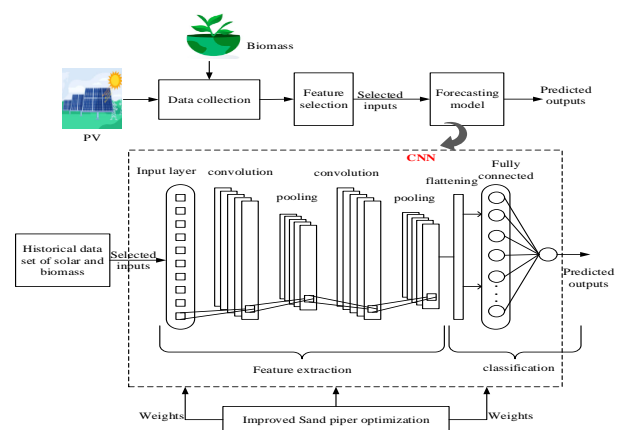 Biomass
PV
Data collection
Feature
selection
Selected
inputs
Forecasting
model
Predicted
outputs
CNN
Input layer
convolution
pooling
convolution
pooling
flattening
Fully
connected
Historical data
set of solar and
biomass
Selected
inputs
Predicted
outputs
Feature extraction
classification
Weights
Improved Sand piper optimization
Weights